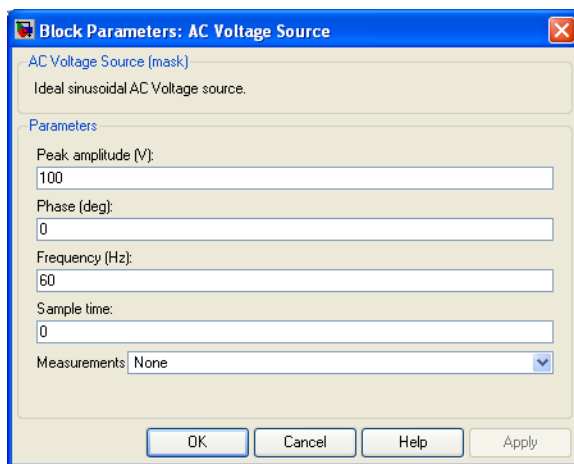 Block Parameters: AC Voltage Source
AC Voltage Source (mask)
Ideal sinusoidal AC Voltage source.
Parameters
Peak amplitude (V):
100
Phase (deg):
0
Frequency (Hz):
60
Sample time:
0
Measurements None
OK Cancel Help Apply